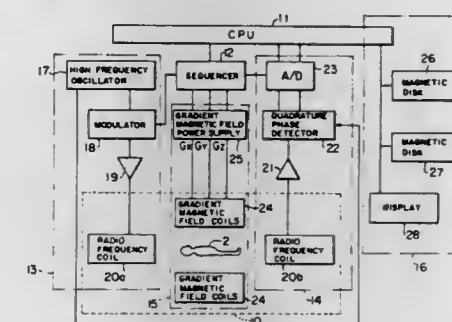 11
CPU
17
HIGH FREQUENCY
OSCILLATOR
12
SEQUENCER
A/D
23
26
MAGNETIC
DISK
MODULATOR
18
GRADIENT
MAGNETIC FIELD
POWER SUPPLY
25
QUADRATURE
PHASE
DETECTOR
22
19
Gx Gy Gz
21
MAGNETIC
DISK
27
24
GRADIENT
MAGNETIC
FIELD COILS
DISPLAY
28
RADIO
FREQUENCY
COIL
20a
2
RADIO
FREQUENCY
COIL
20b
16
13
15
GRADIENT
MAGNETIC
FIELD COILS
24
14
10